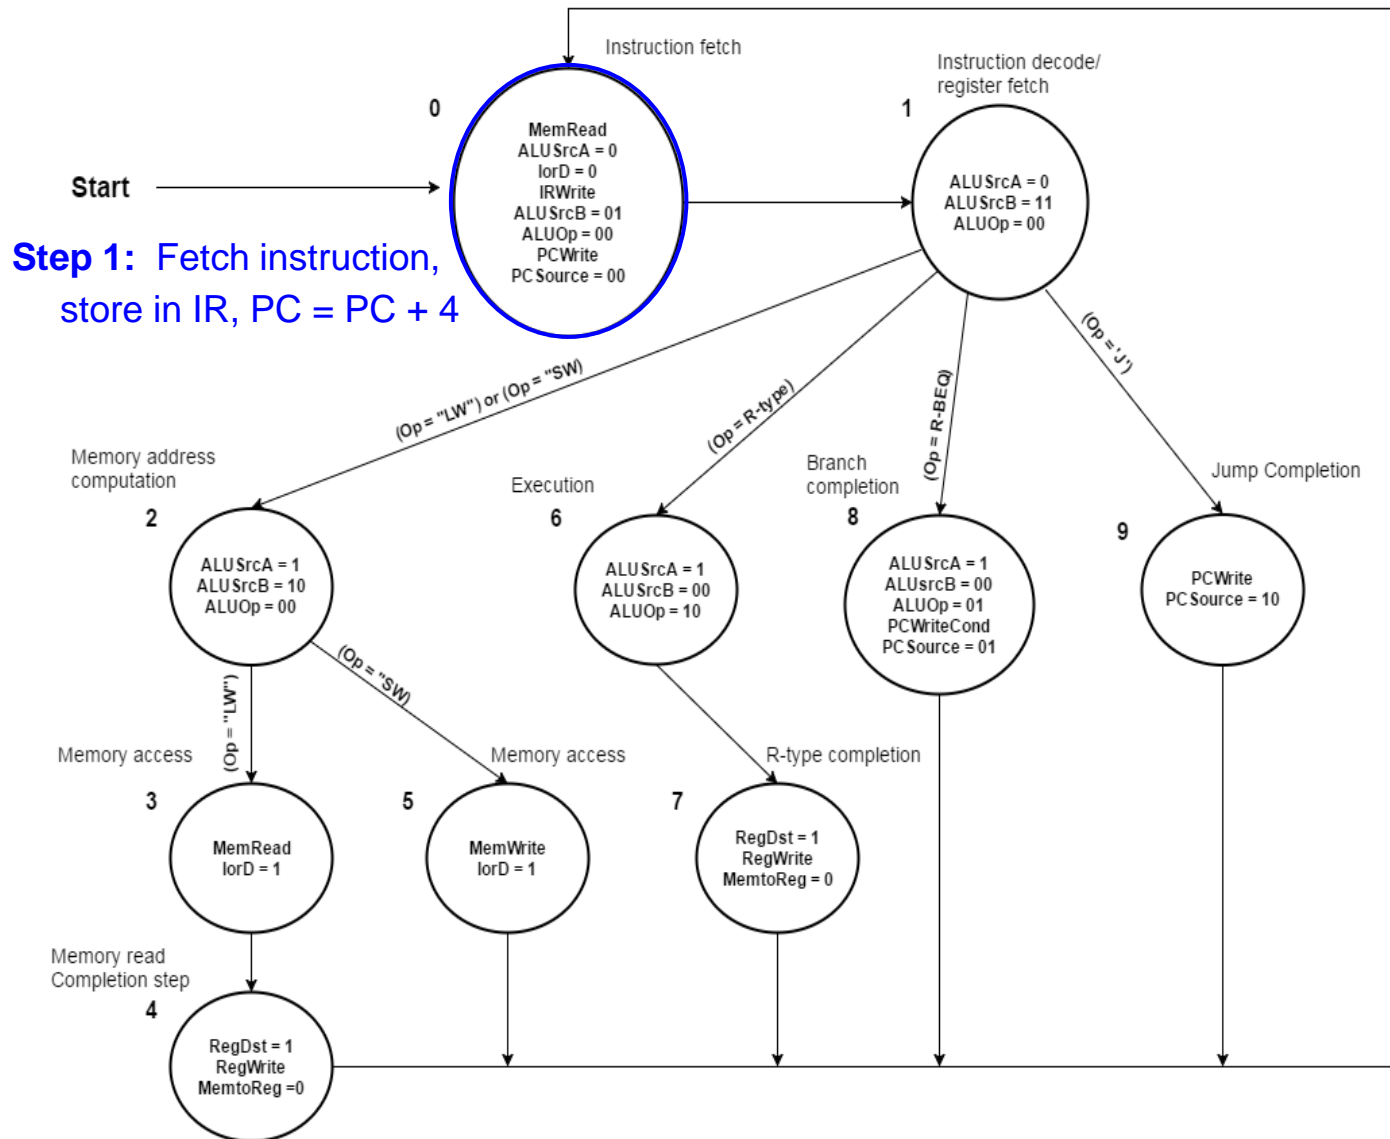 Instruction fetch
Instruction decode/
register fetch
0
1
MemRead
ALUSrcA = 0
IorD = 0
IRWrite
ALUSrcB = 01
ALUOp = 00
PCWrite
PCSource = 00
ALUSrcA = 0
ALUSrcB = 11
ALUOp = 00
Start
Step 1: Fetch instruction,
store in IR, PC = PC + 4
(Op = "LW") or (Op = "SW)
(Op = R-type)
(Op = R-BEQ)
(Op = 'J')
Memory address
computation
2
ALUSrcA = 1
ALUSrcB = 10
ALUOp = 00
Execution
6
ALUSrcA = 1
ALUSrcB = 00
ALUOp = 10
Branch
completion
8
ALUSrcA = 1
ALUsrcB = 00
ALUOp = 01
PCWriteCond
PCSource = 01
Jump Completion
9
PCWrite
PCSource = 10
(Op = "LW")
(Op = "SW)
Memory access
3
MemRead
IorD = 1
Memory access
5
MemWrite
IorD = 1
R-type completion
7
RegDst = 1
RegWrite
MemtoReg = 0
Memory read
Completion step
4
RegDst = 1
RegWrite
MemtoReg =0